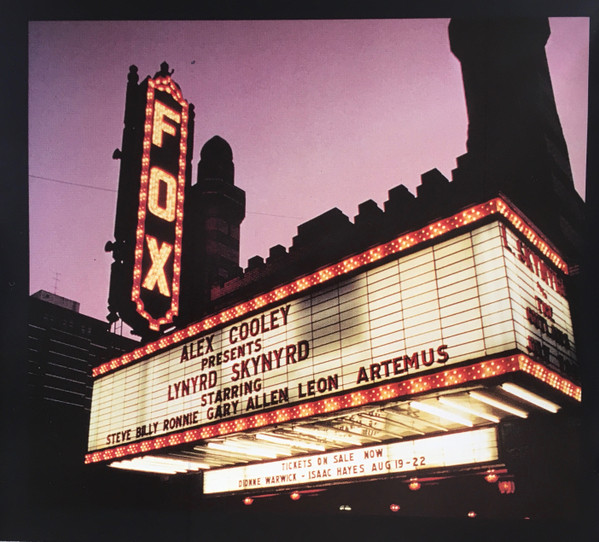 FOX
ALEX COOLEY
PRESENTS
LYNYRD SKYNYRD
STARRING
STEVE BILLY RONNIE GARY ALLEN LEON ARTEMUS
TICKETS ON SALE NOW
DIONNE WARWICK - ISAAC HAYES AUG 19-22
L. SKYNYRD